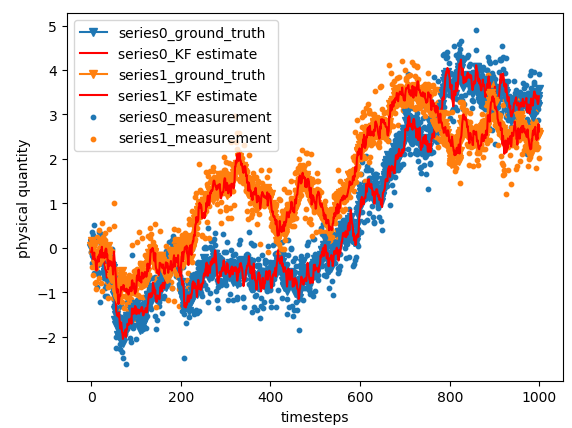 series0_ground_truth
series0_KF estimate
series1_ground_truth
series1_KF estimate
series0_measurement
series1_measurement
5
4
3
2
1
0
−1
−2
physical quantity
0
200
400
600
800
1000
timesteps